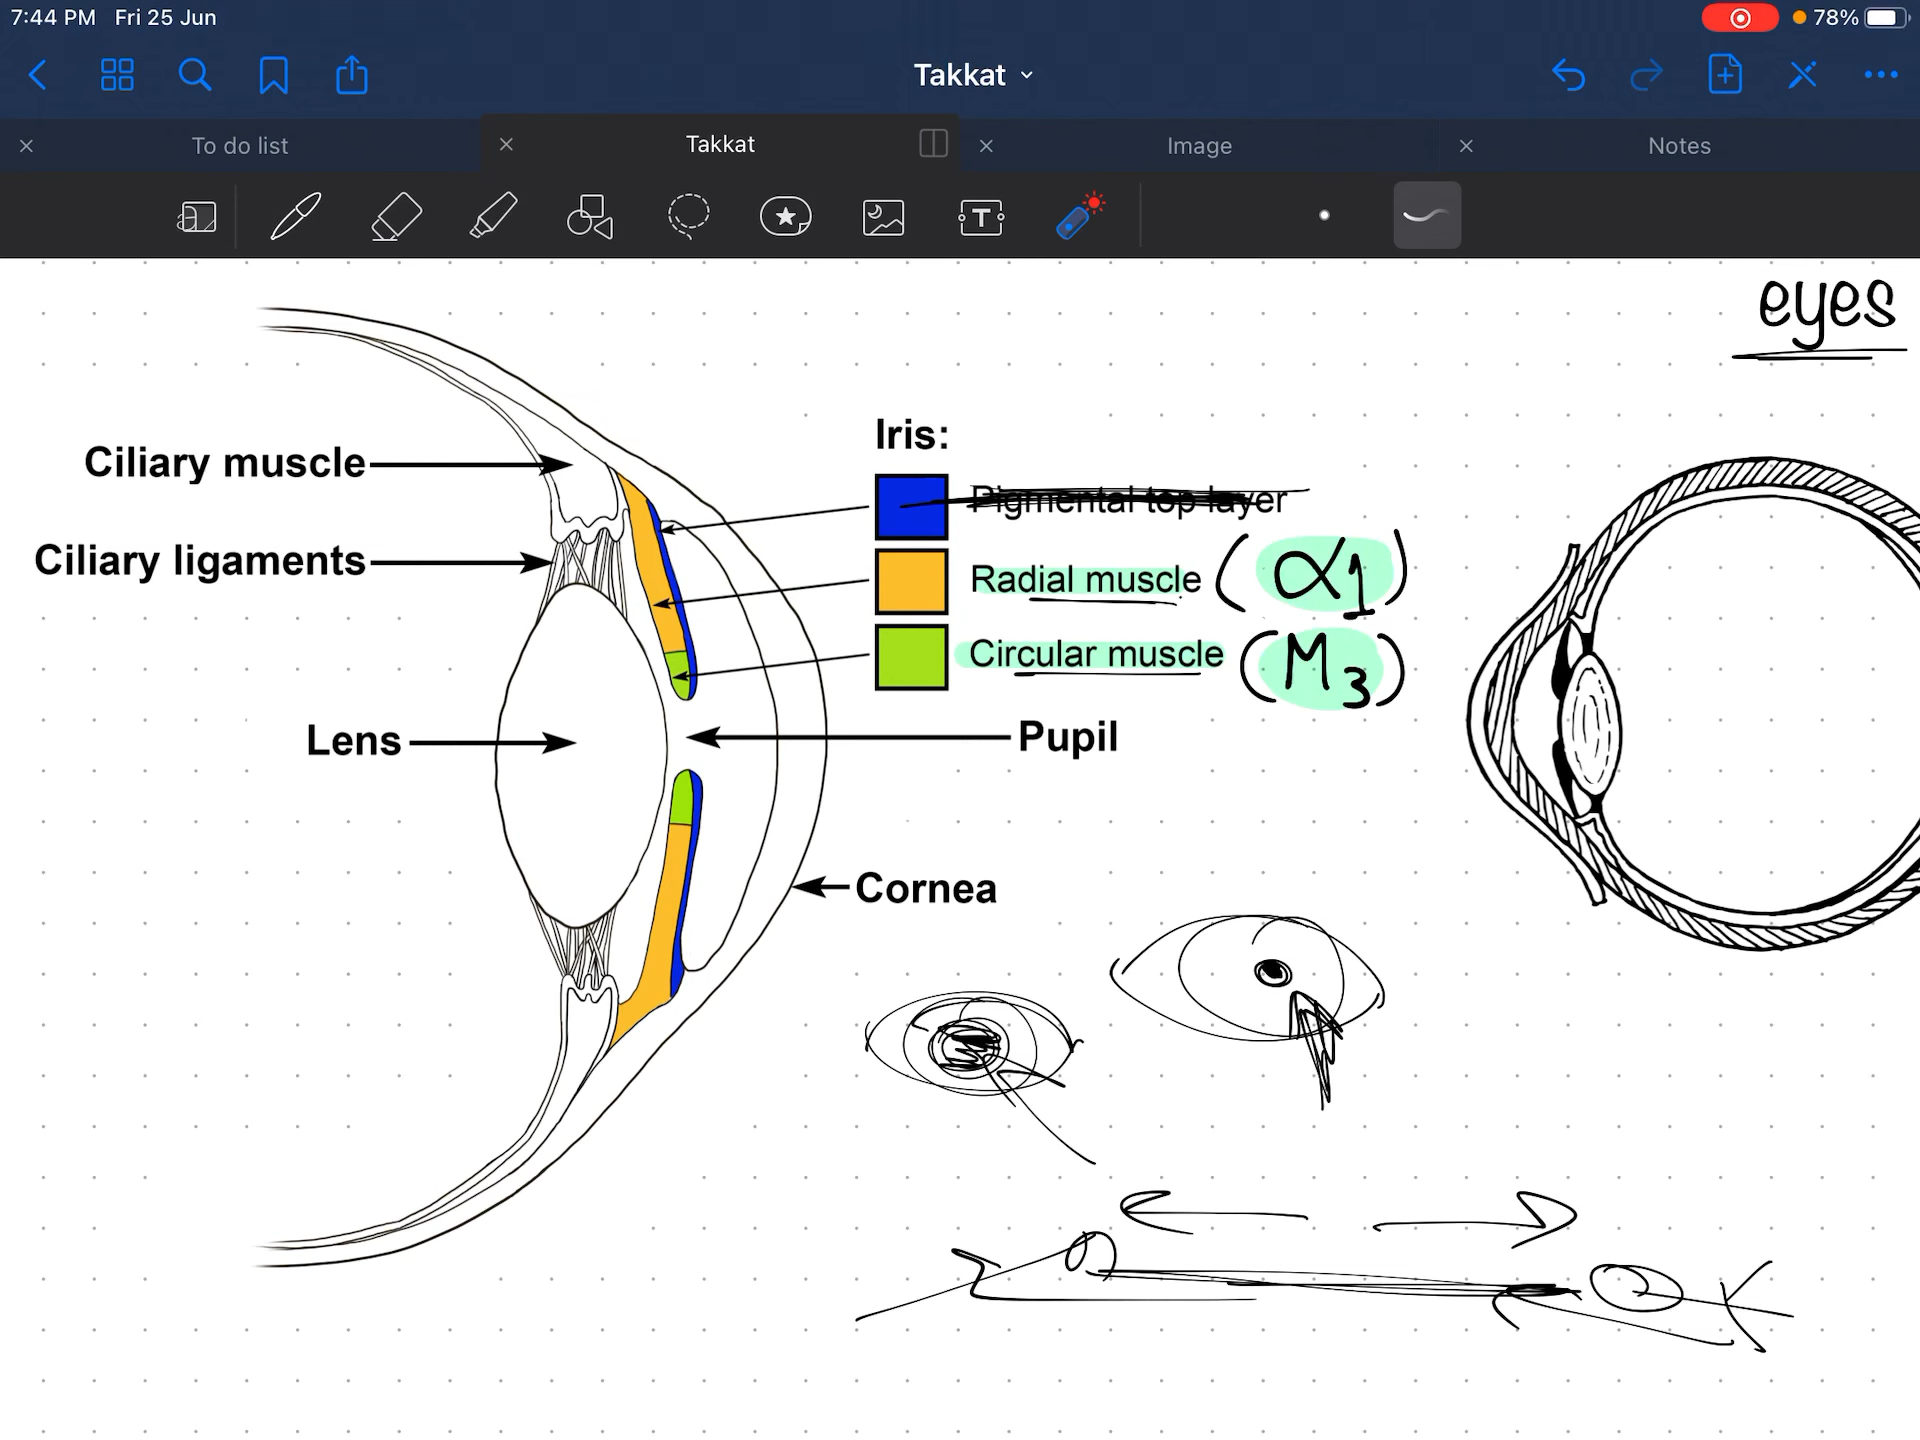 7:44 PM Fri 25 Jun
78%
Takkat
To do list
Takkat
Image
Notes
eyes
Iris:
Ciliary muscle
Pigmental top layer
Ciliary ligaments
Radial muscle (α1)
Circular muscle (M3)
Lens
Pupil
Cornea